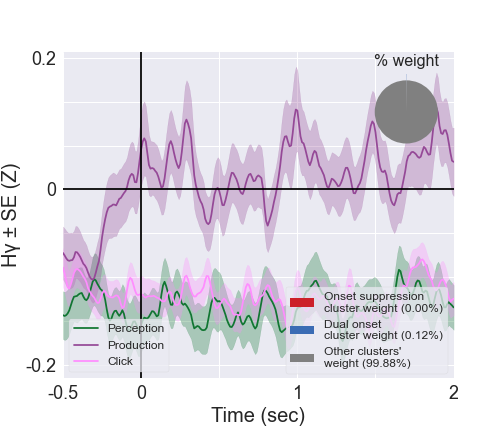 % weight
0.2
0
-0.2
Hγ ± SE (Z)
Perception
Production
Click
Onset suppression
cluster weight (0.00%)
Dual onset
cluster weight (0.12%)
Other clusters'
weight (99.88%)
-0.5
0
1
2
Time (sec)